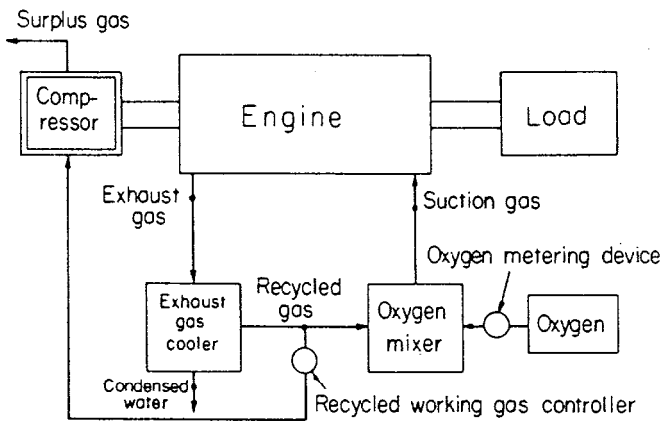 Surplus gas
Comp-
ressor
Engine
Load
Exhaust
gas
Suction gas
Oxygen metering device
Exhaust
gas
cooler
Recycled
gas
Oxygen
mixer
Oxygen
Condensed
water
Recycled working gas controller